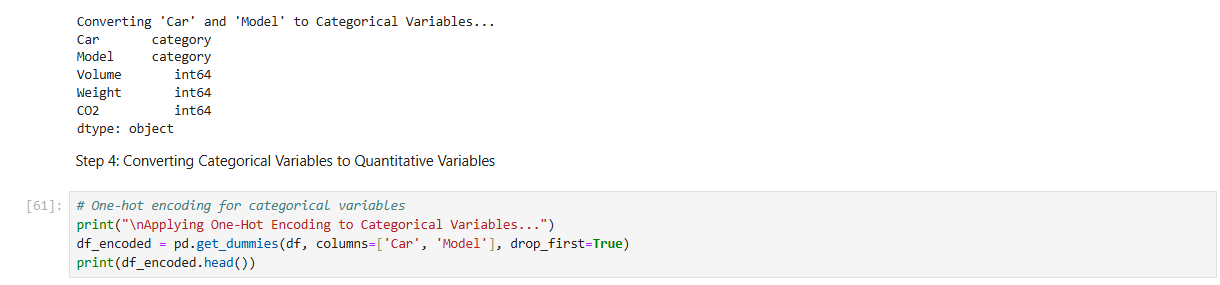 Converting 'Car' and 'Model' to Categorical Variables...
Car       category
Model     category
Volume       int64
Weight       int64
CO2          int64
dtype: object
Step 4: Converting Categorical Variables to Quantitative Variables
[61]:
# One-hot encoding for categorical variables
print("\nApplying One-Hot Encoding to Categorical Variables...")
df_encoded = pd.get_dummies(df, columns=['Car', 'Model'], drop_first=True)
print(df_encoded.head())